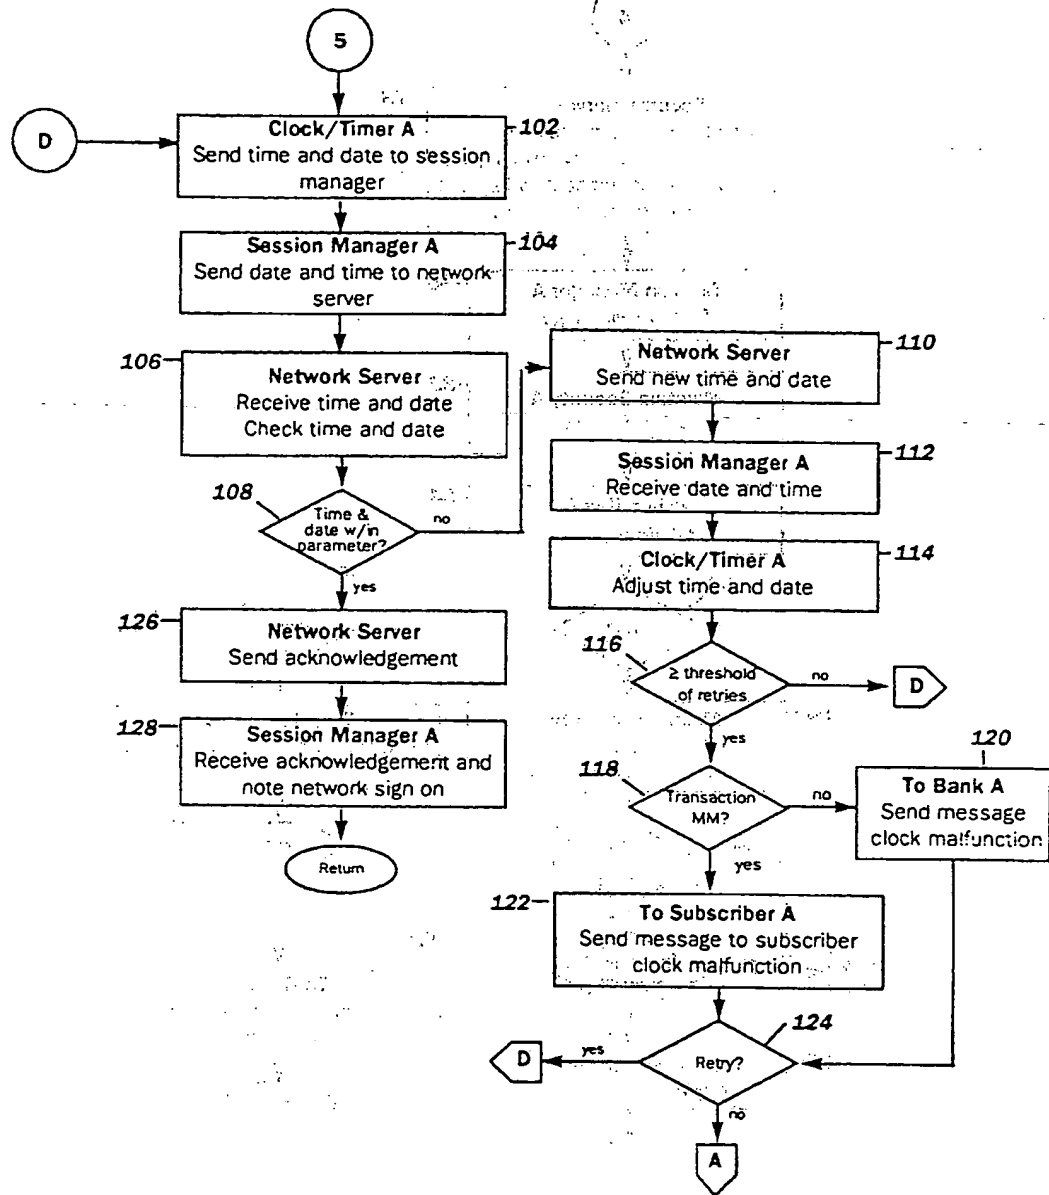 5
D
Clock/Timer A
Send time and date to session
manager
102
Session Manager A
Send date and time to network
server
104
106
Network Server
Receive time and date
Check time and date
108
Time &
date w/in
parameter?
no
yes
126
Network Server
Send acknowledgement
128
Session Manager A
Receive acknowledgement and
note network sign on
Return
110
Network Server
Send new time and date
112
Session Manager A
Receive date and time
114
Clock/Timer A
Adjust time and date
116
≥ threshold
of retries
no
D
yes
118
Transaction
MM?
no
120
To Bank A
Send message
clock malfunction
yes
122
To Subscriber A
Send message to subscriber
clock malfunction
124
Retry?
yes
D
no
A